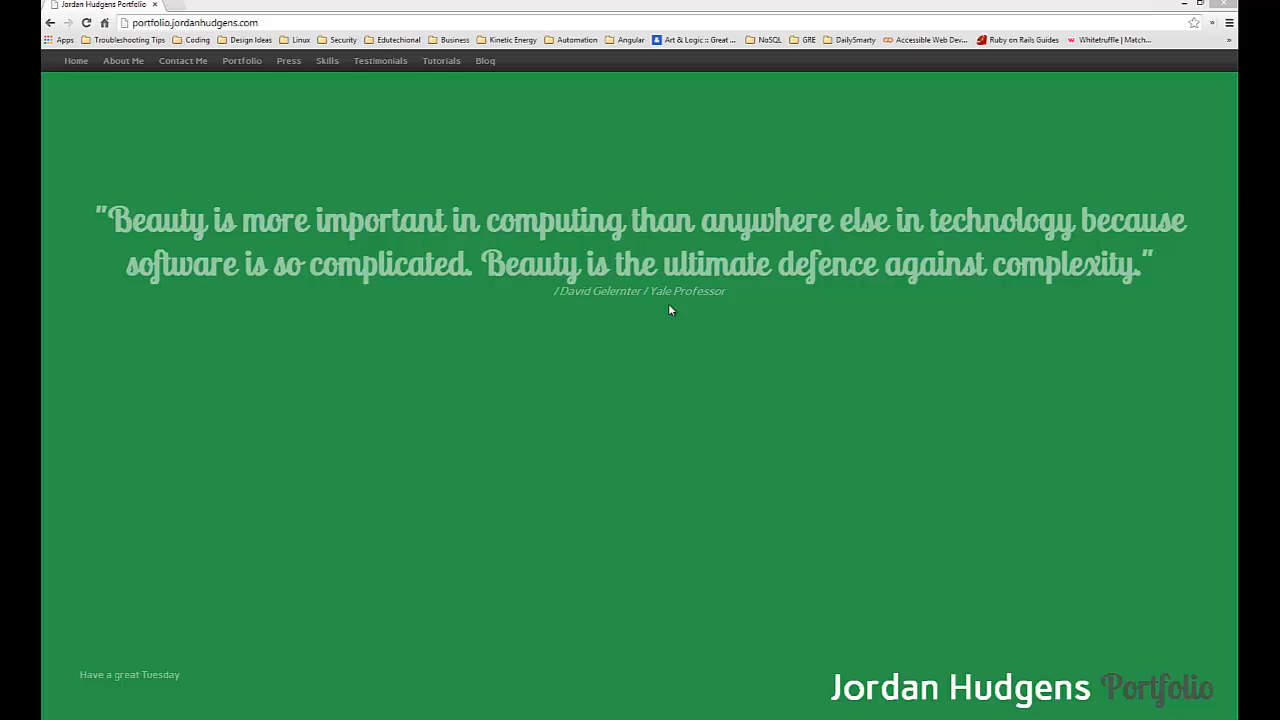 Jordan Hudgens Portfolio
portfolio.jordanhudgens.com
Apps Troubleshooting Tips Coding Design Ideas Linux Security Edutechional Business Kinetic Energy Automation Angular Art & Logic :: Great ... NoSQL GRE DailySmarty Accessible Web Dev... Ruby on Rails Guides Whitetruffle | Match... »
Home About Me Contact Me Portfolio Press Skills Testimonials Tutorials Blog
"Beauty is more important in computing than anywhere else in technology because
software is so complicated. Beauty is the ultimate defence against complexity."
/ David Gelernter / Yale Professor
Have a great Tuesday
Jordan Hudgens Portfolio